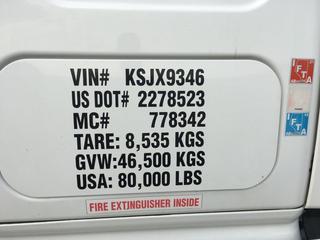 VIN# KSJX9346
US DOT# 2278523
MC# 778342
TARE: 8,535 KGS
GVW:46,500 KGS
USA: 80,000 LBS
FIRE EXTINGUISHER INSIDE
IFTA
IFTA